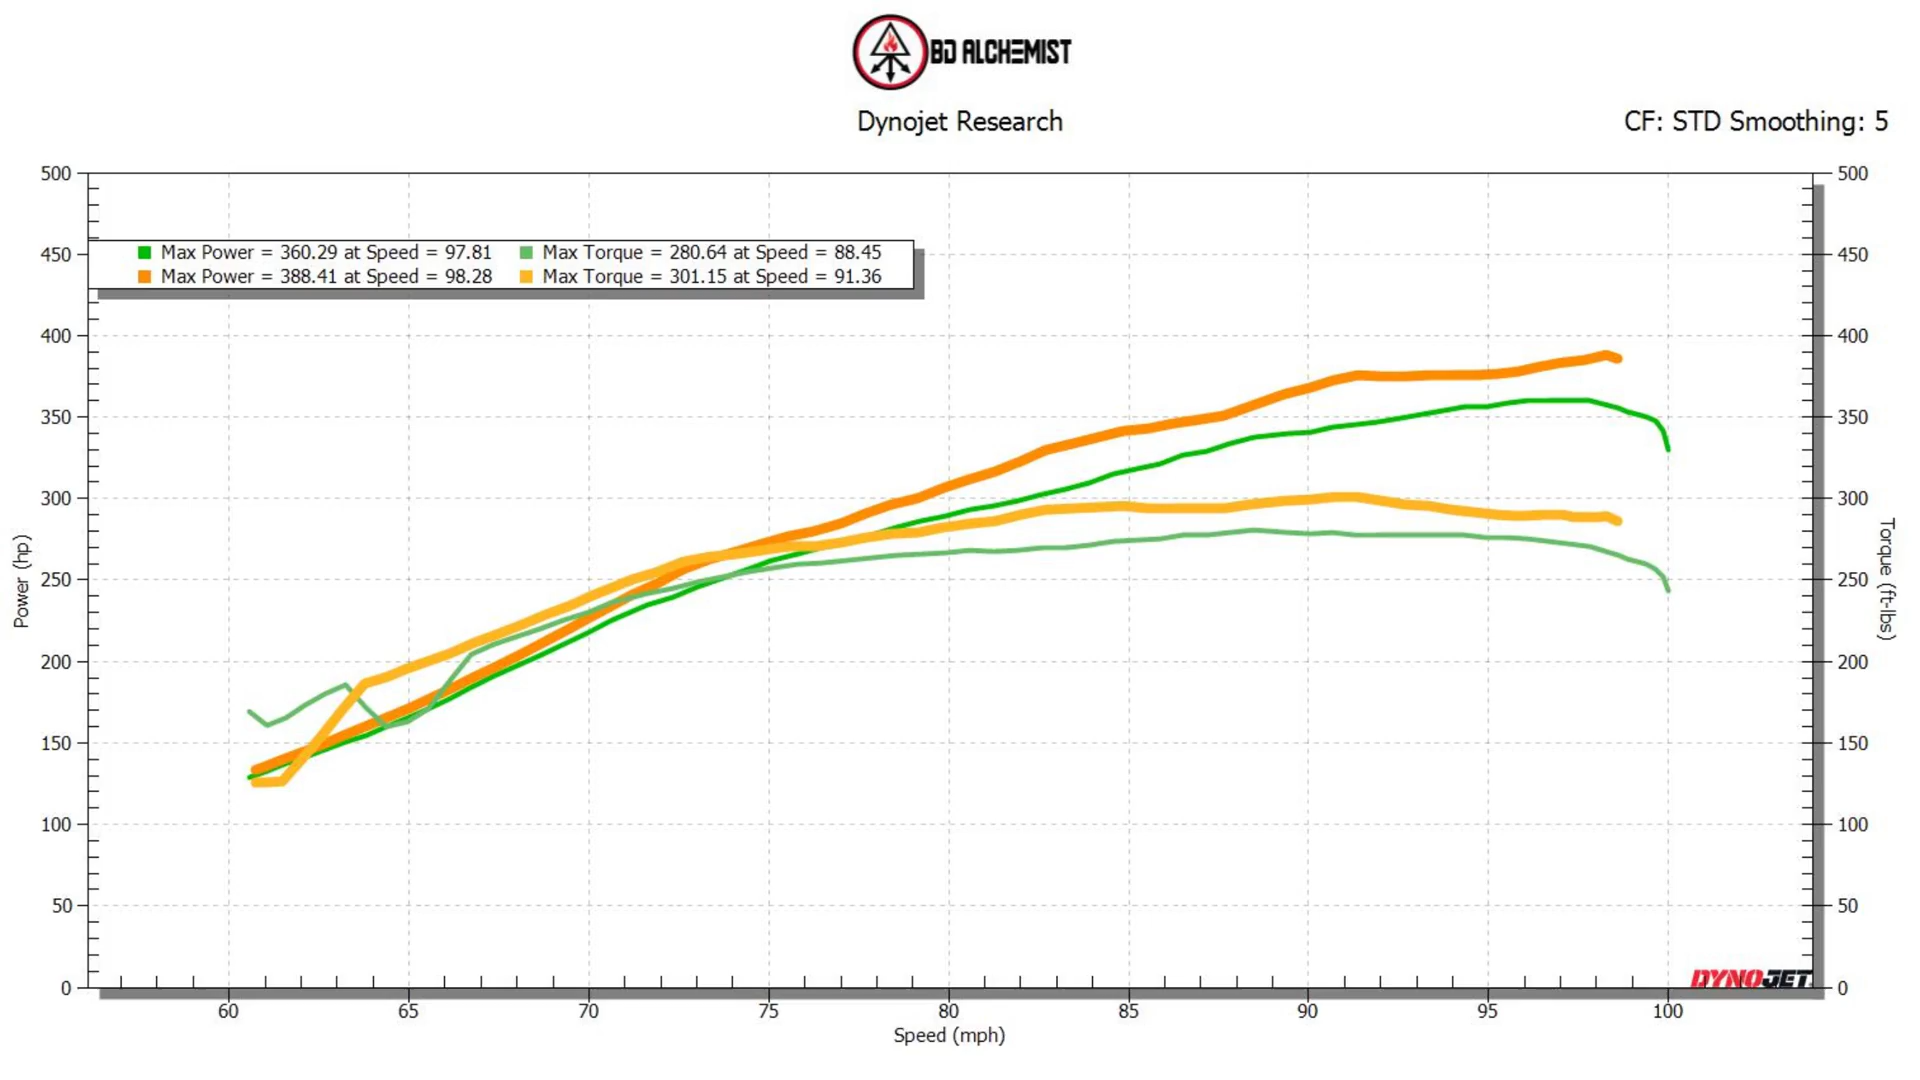 BD ALCHEMIST
Dynojet Research
CF: STD Smoothing: 5
Max Power = 360.29 at Speed = 97.81 Max Torque = 280.64 at Speed = 88.45
Max Power = 388.41 at Speed = 98.28 Max Torque = 301.15 at Speed = 91.36
500
450
400
350
300
250
200
150
100
50
0
Power (hp)
500
450
400
350
300
250
200
150
100
50
0
Torque (ft-lbs)
DYNOJET
60 65 70 75 80 85 90 95 100
Speed (mph)